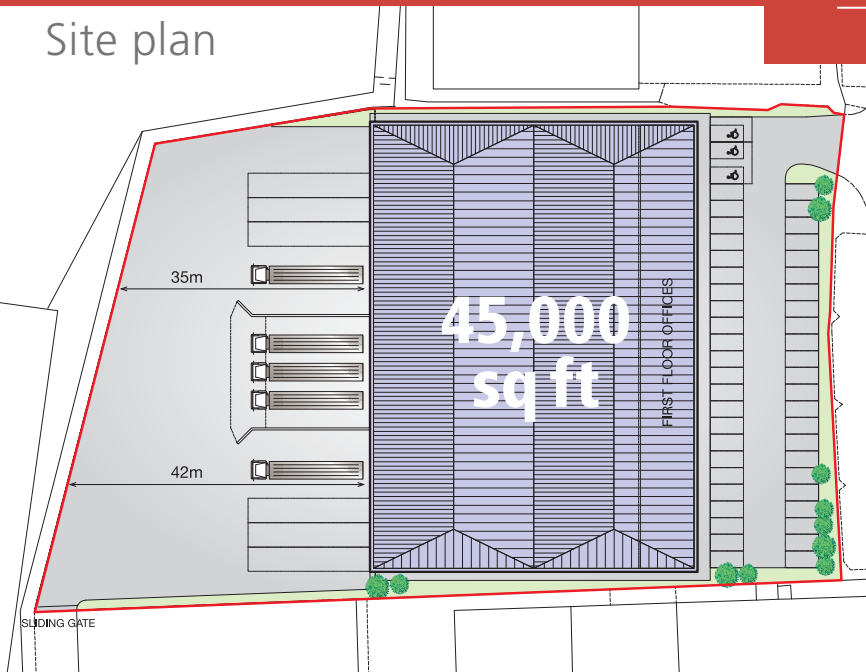 Site plan
35m
45,000
sq ft
FIRST FLOOR OFFICES
42m
SLIDING GATE